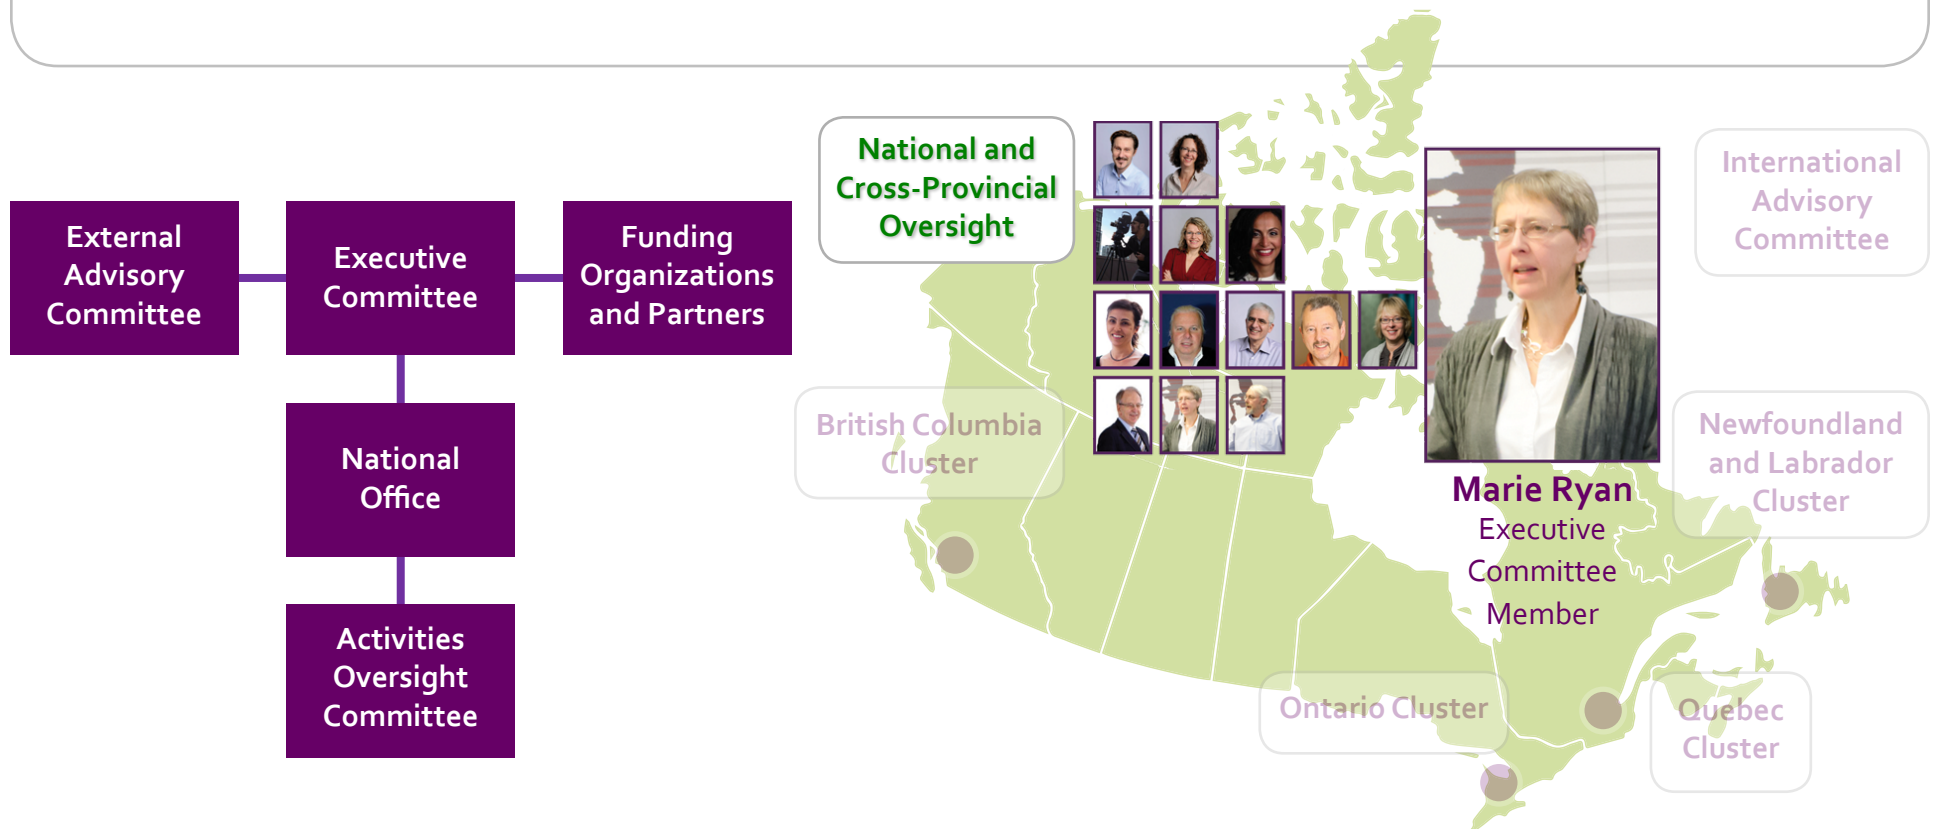 External
Advisory
Committee
Executive
Committee
Funding
Organizations
and Partners
National
Office
Activities
Oversight
Committee
National and
Cross-Provincial
Oversight
International
Advisory
Committee
British Columbia
Cluster
Marie Ryan
Executive
Committee
Member
Newfoundland
and Labrador
Cluster
Ontario Cluster
Quebec
Cluster